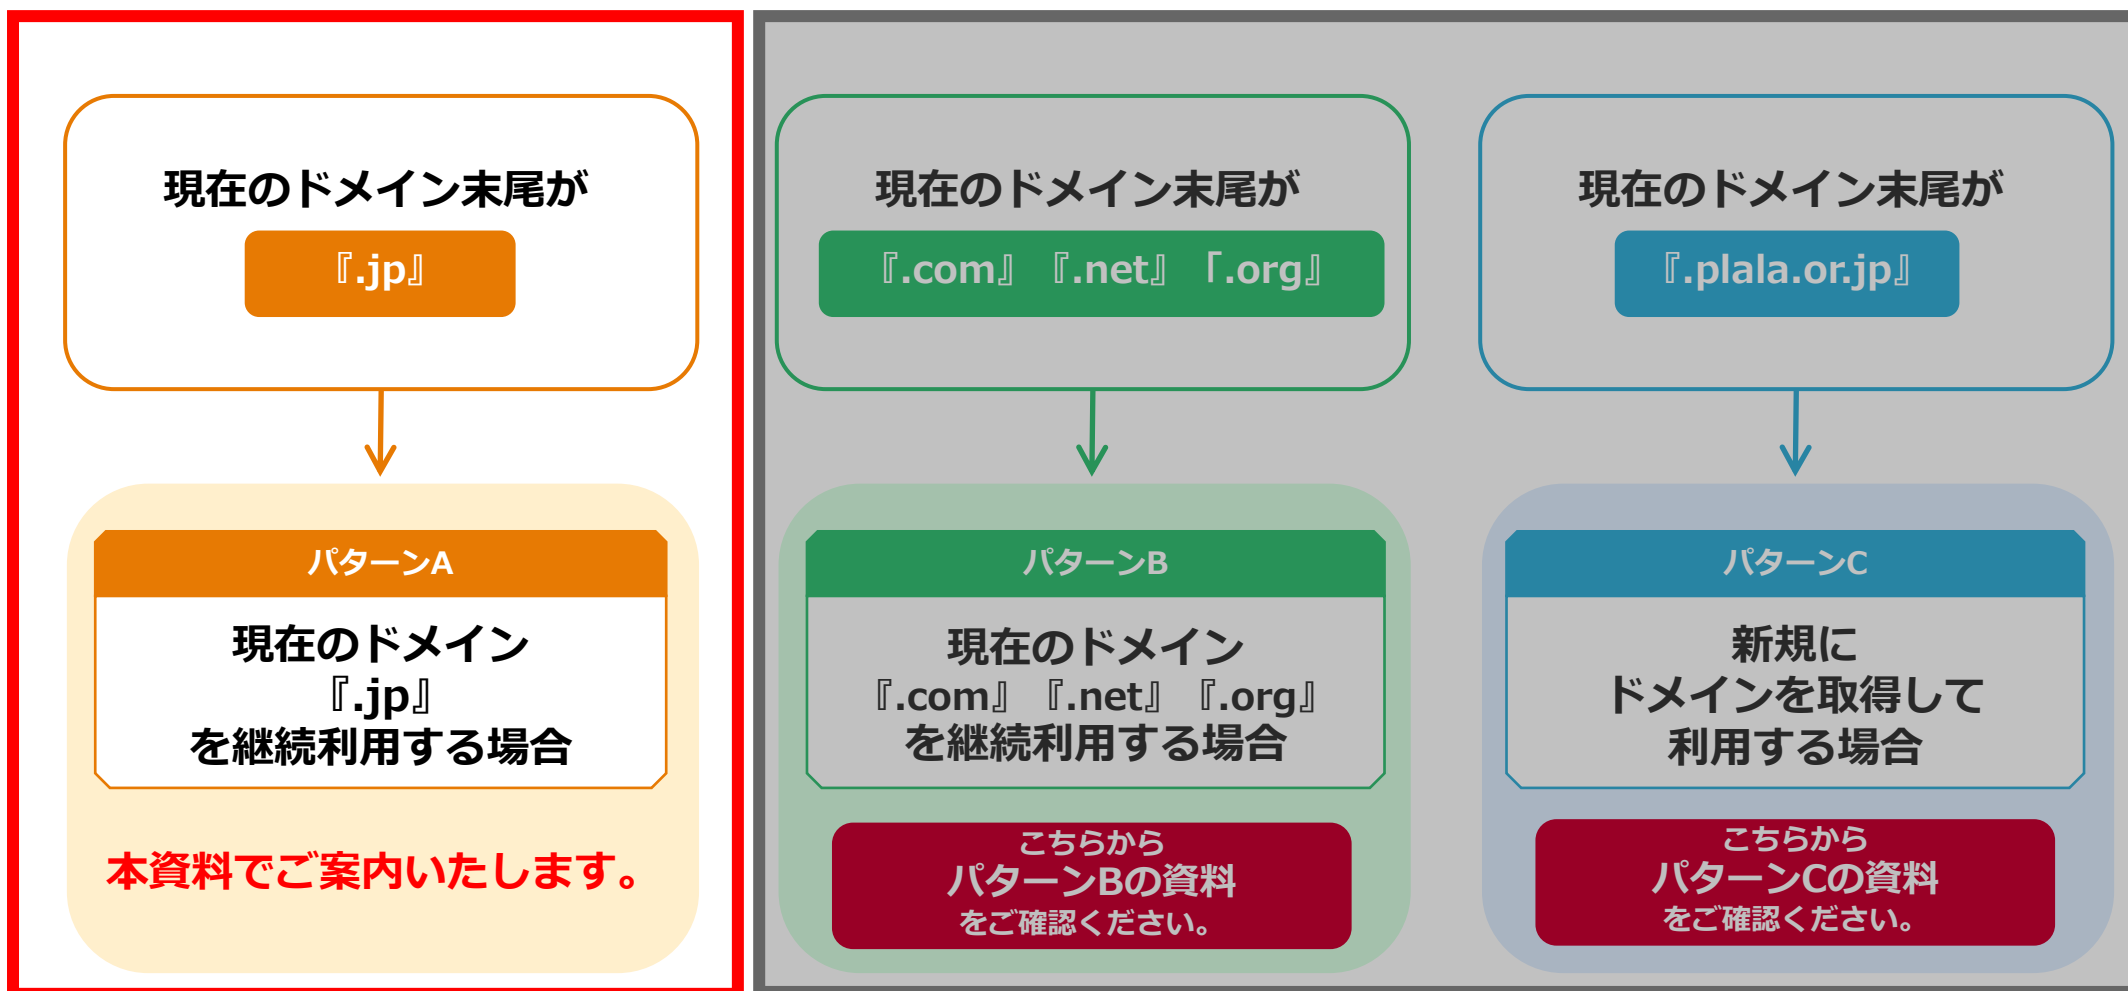 現在のドメイン末尾が
『.jp』
パターンA
現在のドメイン
『.jp』
を継続利用する場合
本資料でご案内いたします。
現在のドメイン末尾が
『.com』『.net』「.org』
パターンB
現在のドメイン
『.com』『.net』『.org』
を継続利用する場合
こちらから
パターンBの資料
をご確認ください。
現在のドメイン末尾が
『.plala.or.jp』
パターンC
新規に
ドメインを取得して
利用する場合
こちらから
パターンCの資料
をご確認ください。